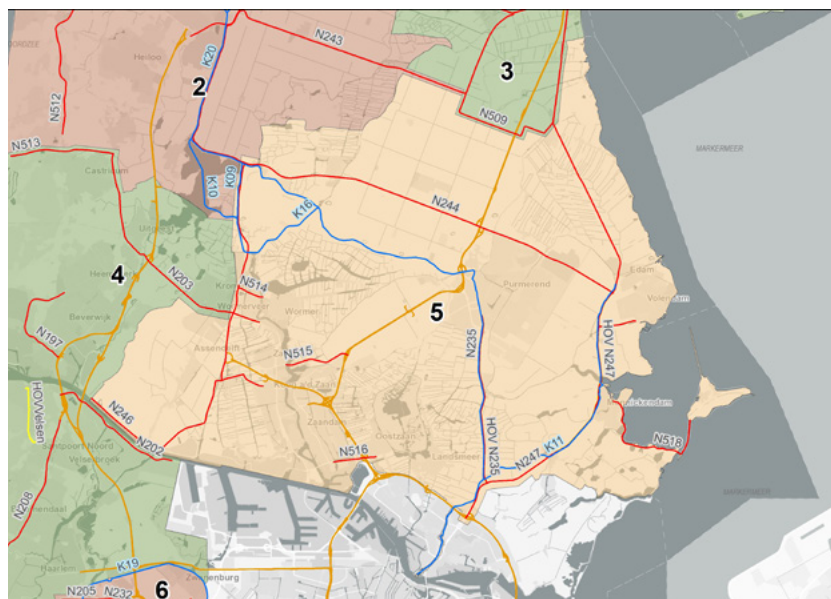 Heiloo
K20
2
N243
3
N509
N512
N513
Castricum
K10
K09
K16
N244
MARKERMEER
4
N203
N514
Wormer
Purmerend
Edam
Volendam
5
Beverwijk
N197
Assendelft
N515
N235
HOV N247
Zaandam
HOV/Velsen
N246
N202
Santpoort Noord
Velserbroek
N516
Oostzaan
Landsmeer
HOV N235
N247
K11
N518
N208
Haarlem
K19
Zwanenburg
N205
N232
6